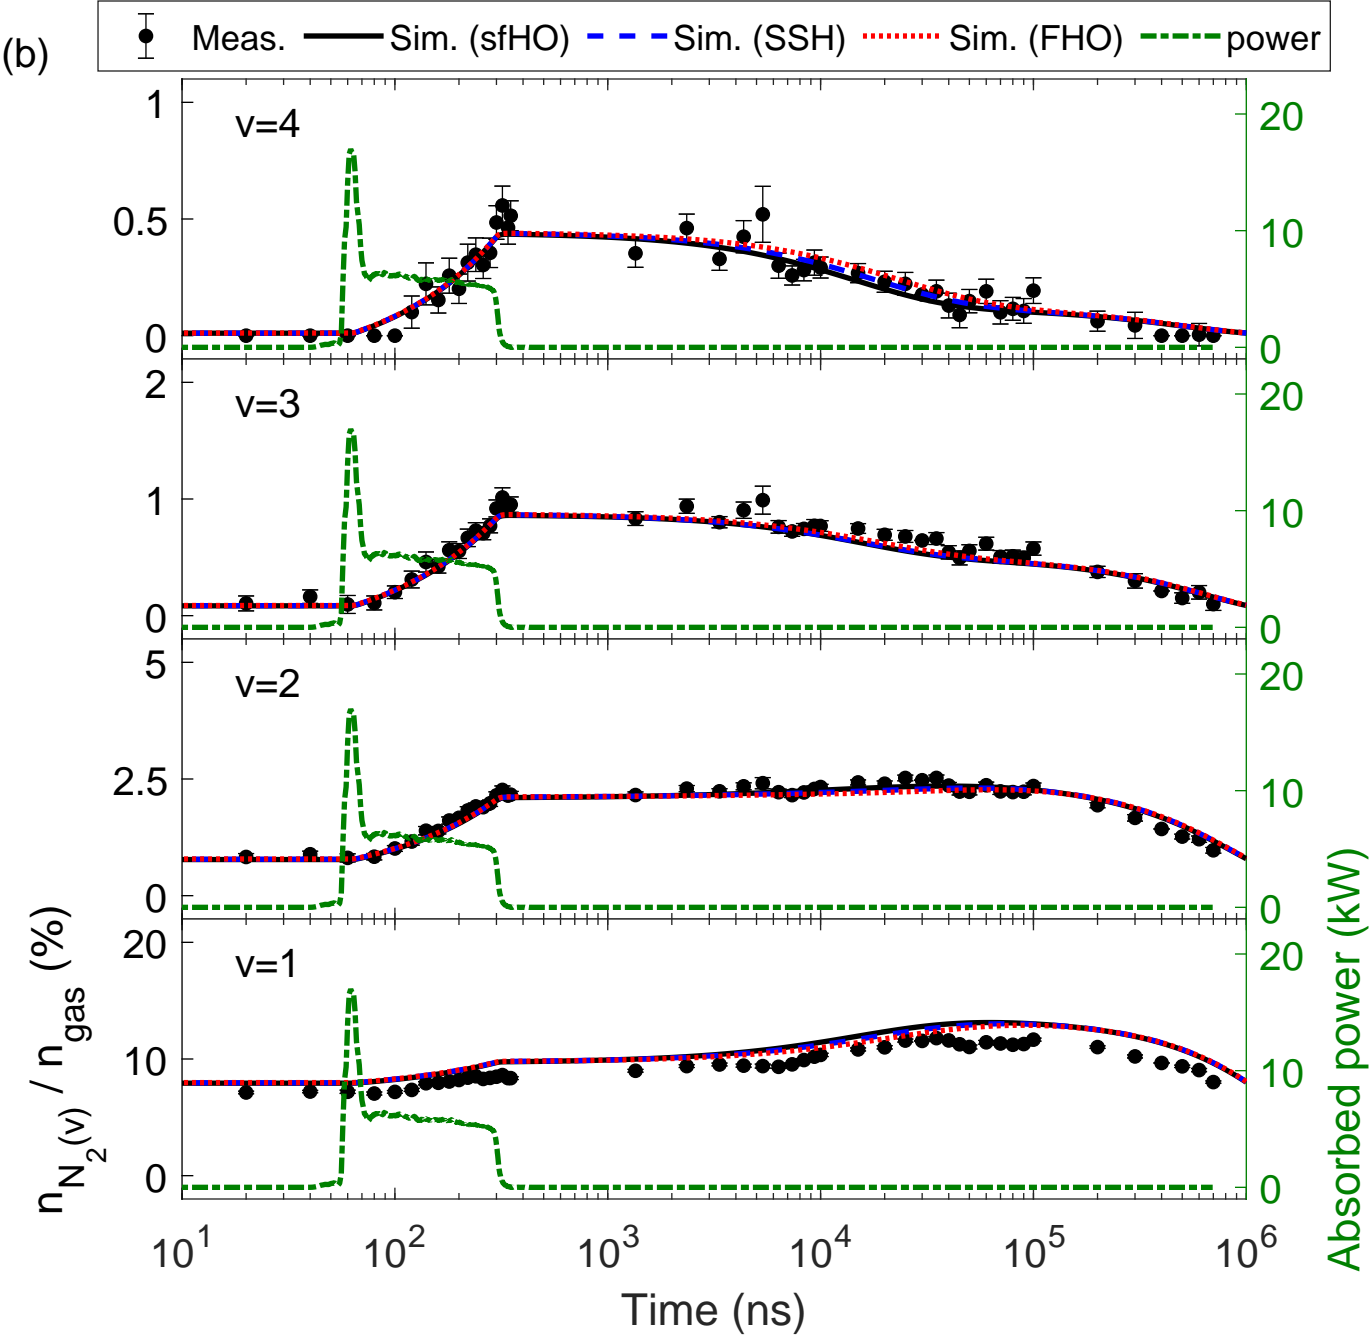 (b)
Meas. Sim. (sfHO) Sim. (SSH) Sim. (FHO) power
v=4
1
0.5
0
20
10
0
v=3
2
1
0
20
10
0
v=2
5
2.5
0
20
10
0
v=1
20
10
0
20
10
0
n_{N_2(v)} / n_{gas} (%)
Absorbed power (kW)
10^1 10^2 10^3 10^4 10^5 10^6
Time (ns)